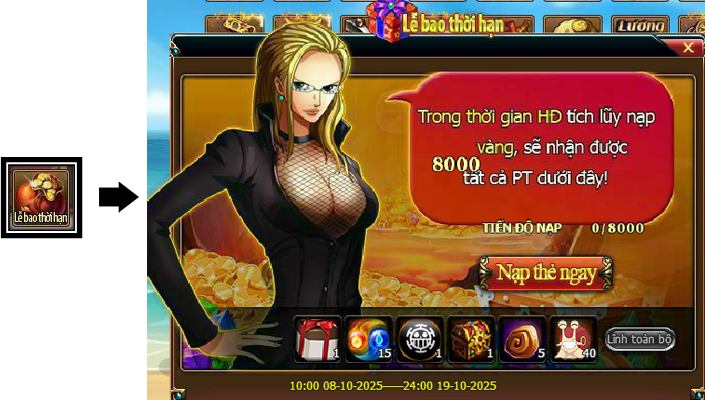 Lễ bao thời hạn
Lễ bao thời hạn
Lương
X
Trong thời gian HĐ tích lũy nạp
vàng, sẽ nhận được
8000
tất cả PT dưới đây!
TIẾN ĐỘ NẠP 0/8000
Nạp thẻ ngay
1
15
1
1
5
40
Lĩnh toàn bộ
10:00 08-10-2025——24:00 19-10-2025